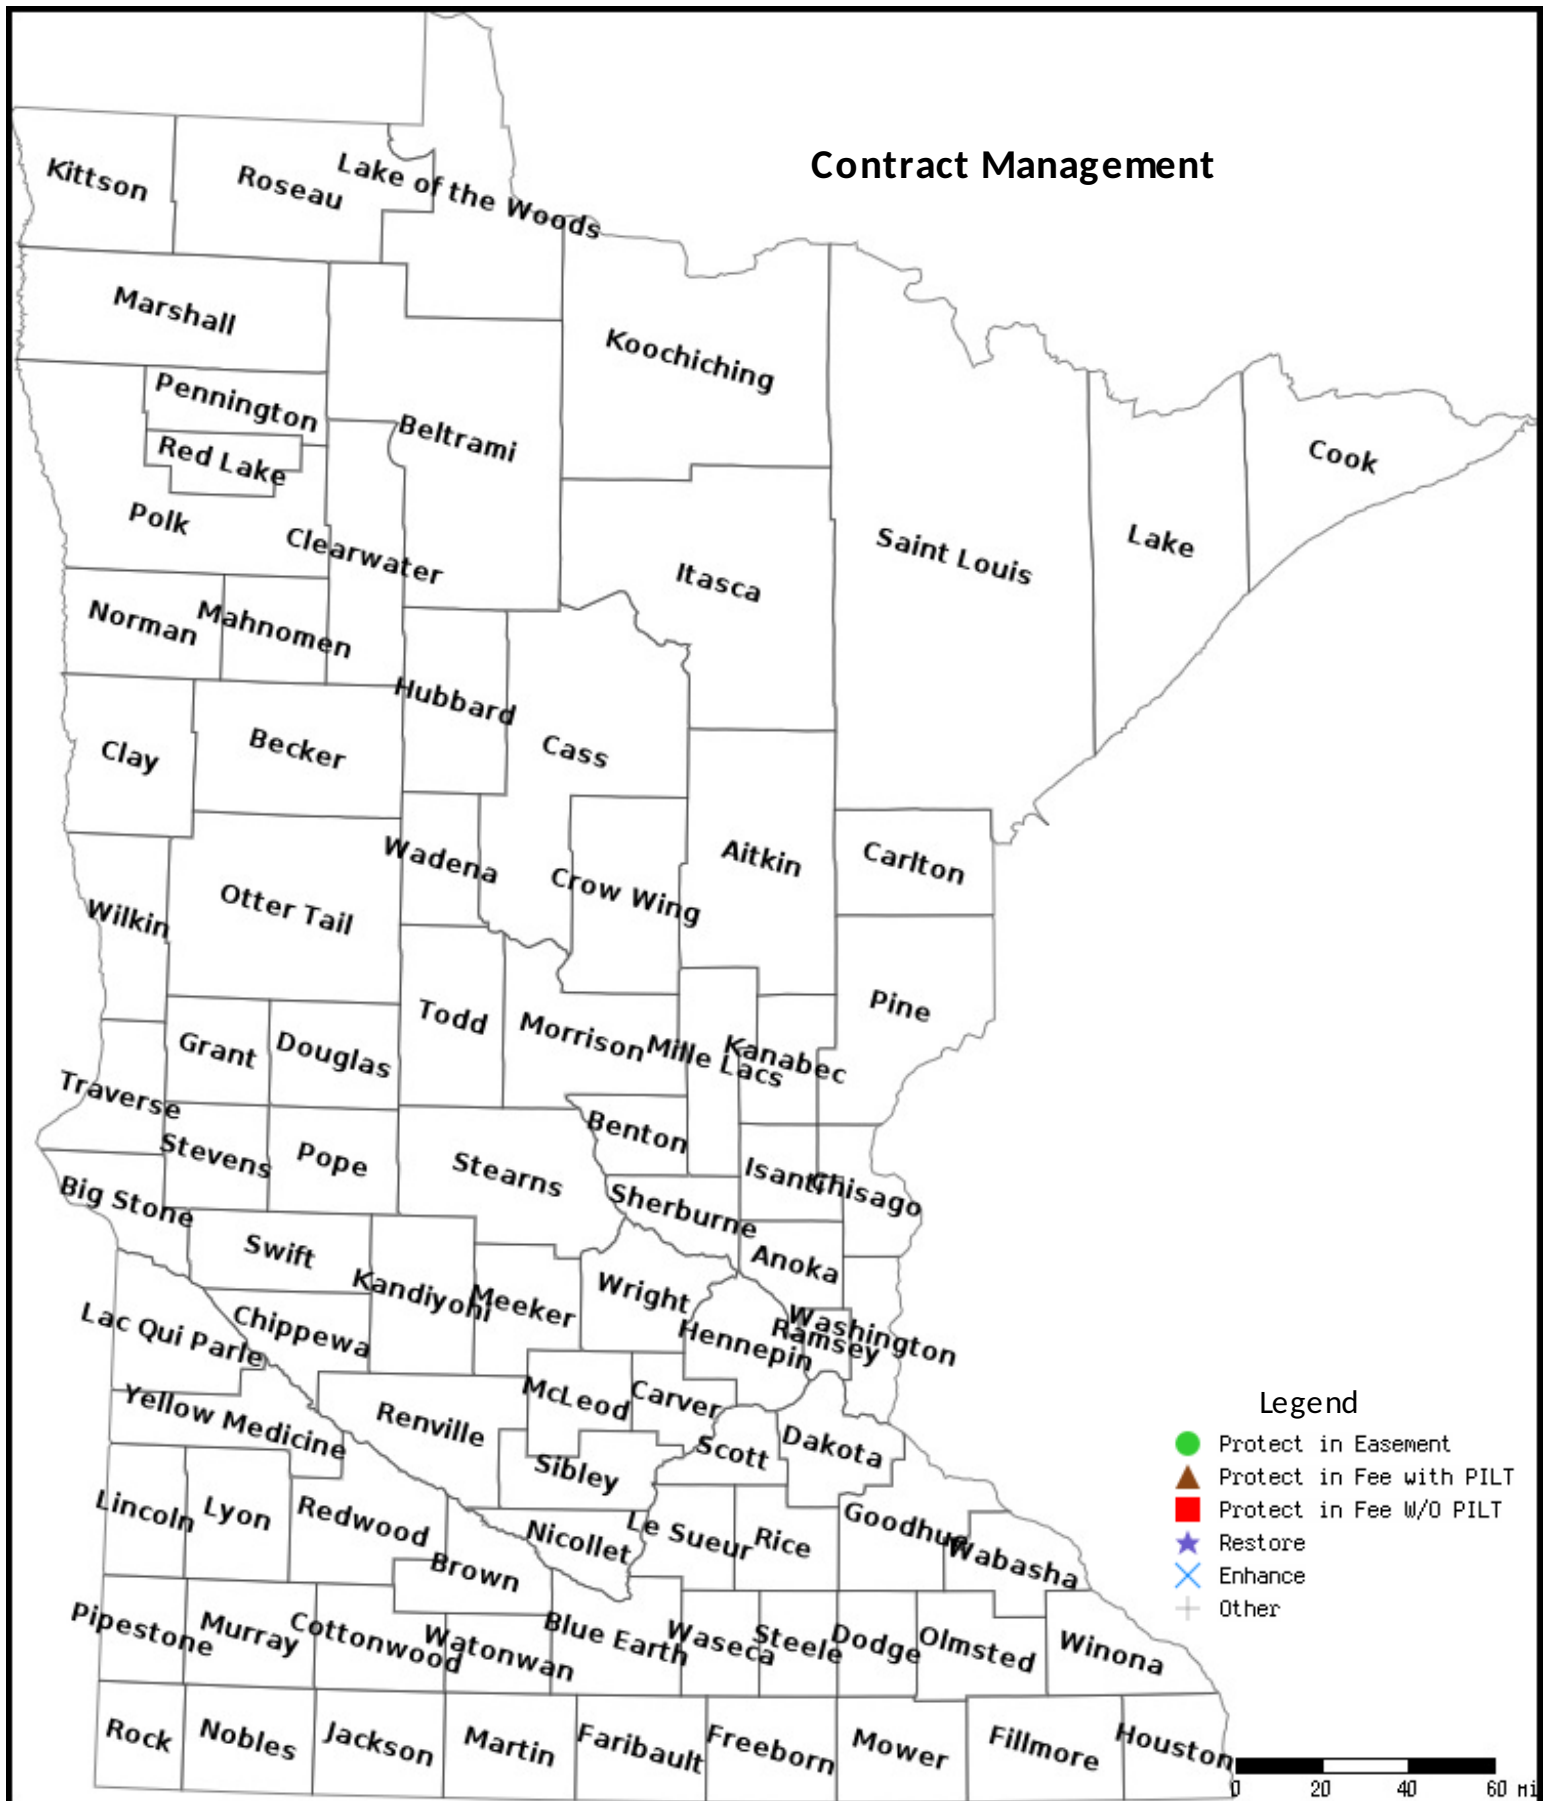 Contract Management
Kittson
Roseau
Lake of the Woods
Marshall
Koochiching
Pennington
Beltrami
Red Lake
Cook
Polk
Clearwater
Saint Louis
Lake
Itasca
Norman
Mahnomen
Hubbard
Clay
Becker
Cass
Wadena
Aitkin
Carlton
Crow Wing
Otter Tail
Wilkin
Pine
Todd
Morrison
Mille Lacs
Kanabec
Grant
Douglas
Traverse
Benton
Stevens
Pope
Stearns
Isanti
Chisago
Big Stone
Sherburne
Swift
Anoka
Kandiyohi
Meeker
Wright
Lac Qui Parle
Chippewa
Hennepin
Ramsey
Washington
McLeod
Carver
Yellow Medicine
Renville
Scott
Dakota
Sibley
Lincoln
Lyon
Redwood
Nicollet
Le Sueur
Rice
Goodhue
Wabasha
Brown
Pipestone
Murray
Cottonwood
Watonwan
Blue Earth
Waseca
Steele
Dodge
Olmsted
Winona
Rock
Nobles
Jackson
Martin
Faribault
Freeborn
Mower
Fillmore
Houston
Legend
Protect in Easement
Protect in Fee with PILT
Protect in Fee W/O PILT
Restore
Enhance
Other
0 20 40 60 mi